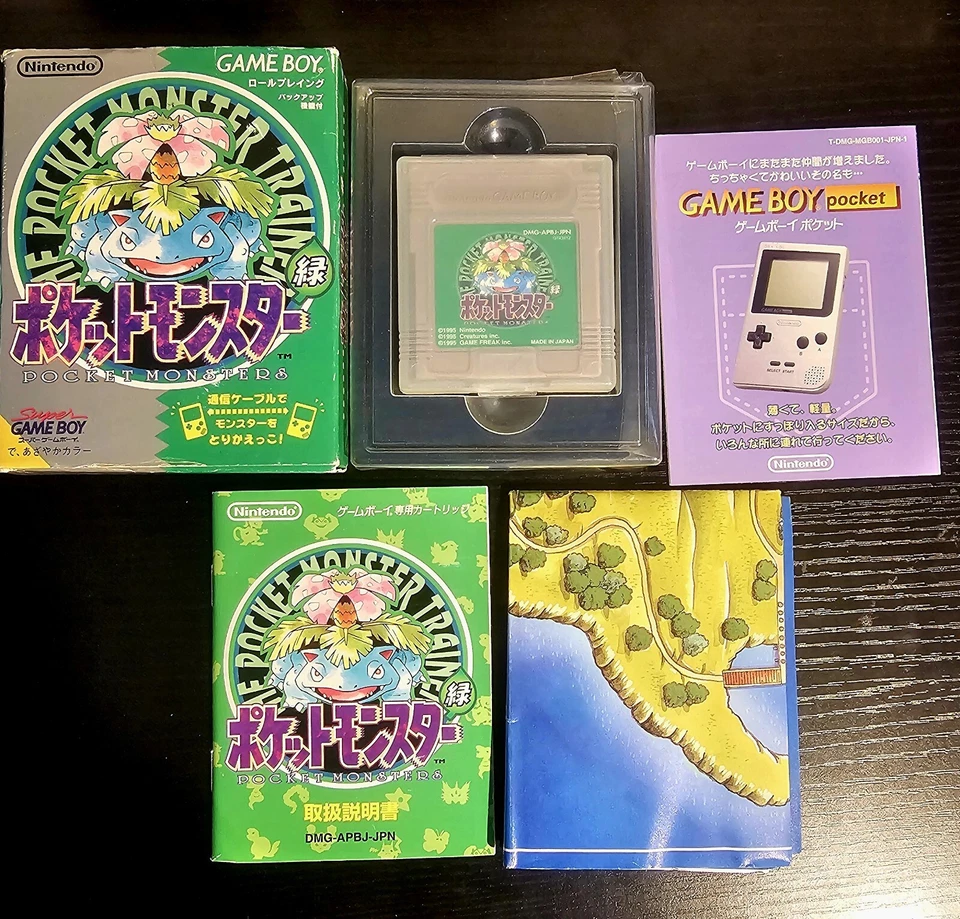 Nintendo
GAME BOY
ロールプレイング
バックアップ
機能付
THE POCKET MONSTER TRAINER
緑
ポケットモンスター
TM
POCKET MONSTERS
通信ケーブルで
モンスターを
とりかえっこ!
Super
GAME BOY
スーパーゲームボーイ
で、あざやかカラー
DMG-APBJ-JPN
緑
ポケットモンスター
POCKET MONSTERS
©1995 Nintendo
©1995 Creatures inc.
©1995 GAME FREAK inc.
MADE IN JAPAN
T-DMG-MGB001-JPN-1
ゲームボーイにまたまた仲間が増えました。
ちっちゃくてかわいいその名も…
GAME BOY pocket
ゲームボーイ ポケット
B
A
SELECT START
薄くて、軽量。
ポケットにすっぽり入るサイズだから、
いろんな所に連れて行ってください。
Nintendo
Nintendo
ゲームボーイ専用カートリッジ
THE POCKET MONSTER TRAINER
緑
ポケットモンスター
TM
POCKET MONSTERS
取扱説明書
DMG-APBJ-JPN